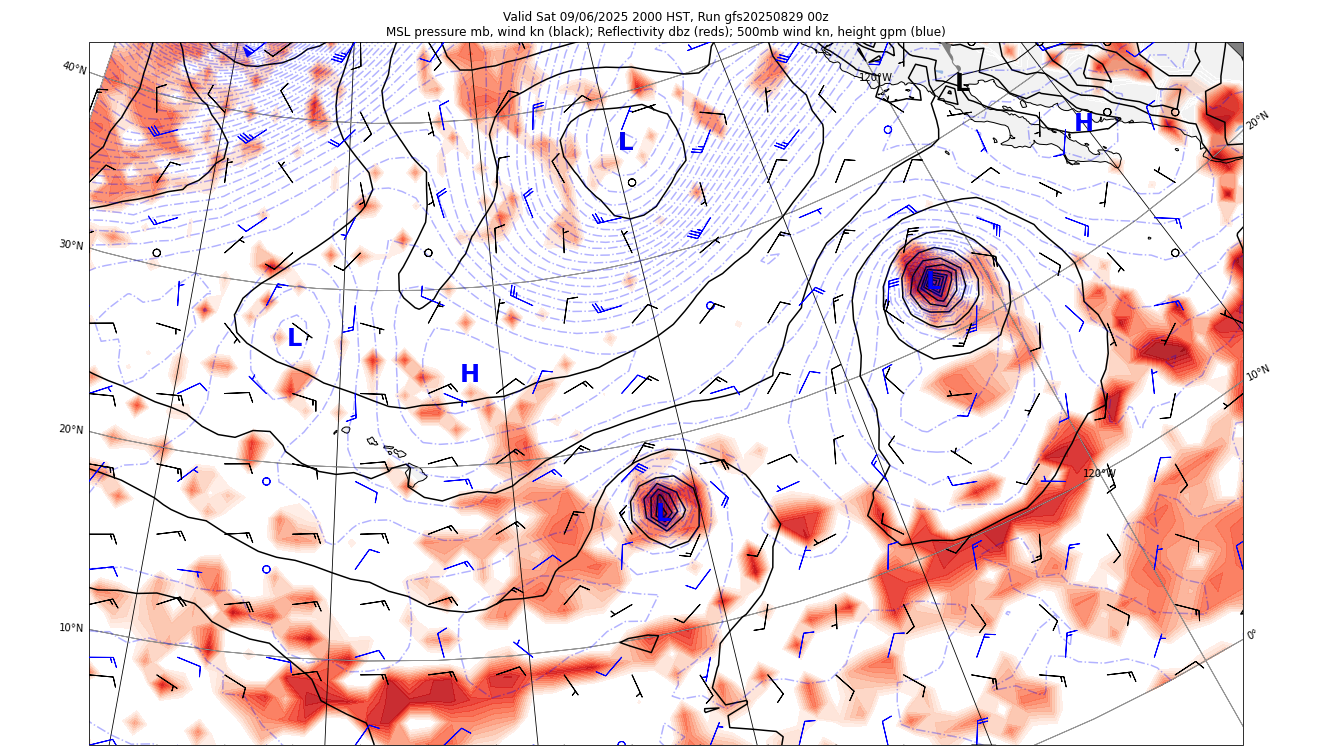 Valid Sat 09/06/2025 2000 HST, Run gfs20250829 00z
MSL pressure mb, wind kn (black); Reflectivity dbz (reds); 500mb wind kn, height gpm (blue)
40°N
120°W
L
20°N
H
L
30°N
L
L
H
10°N
20°N
120°W
L
10°N
0°